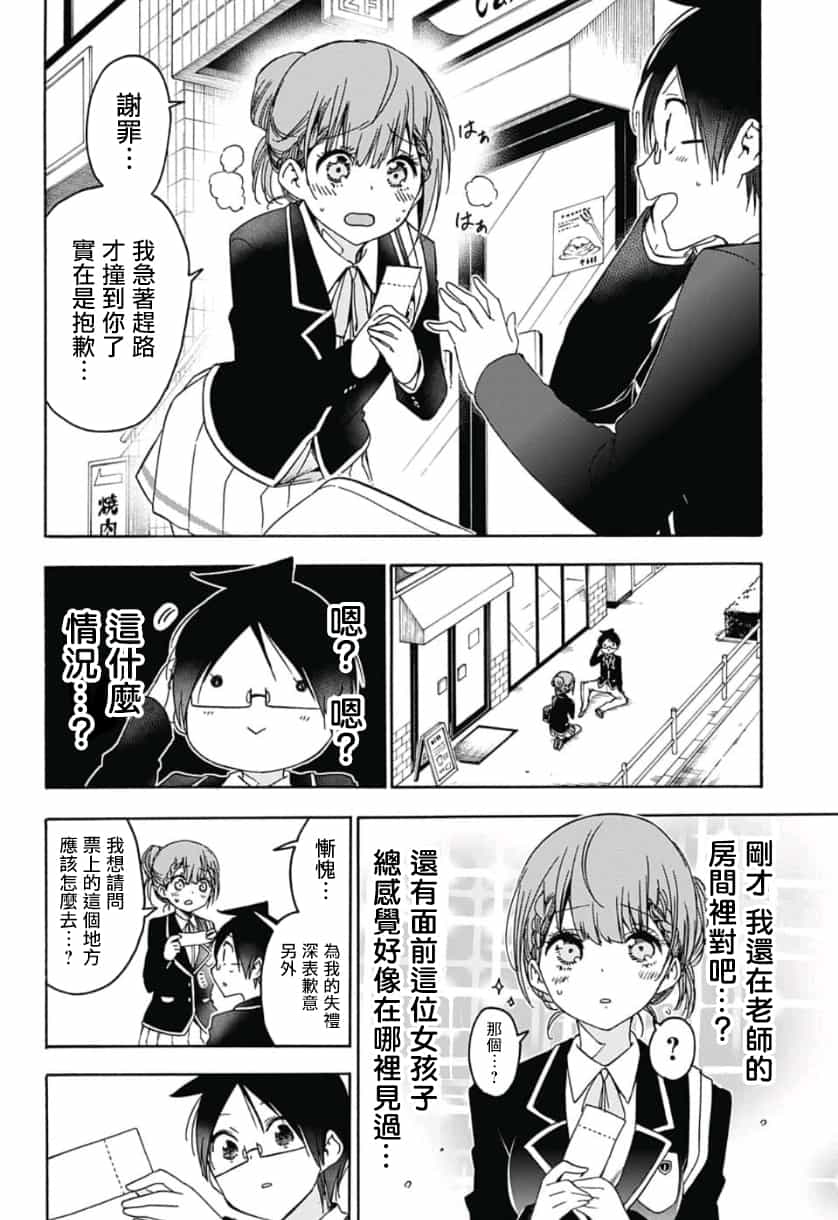 謝罪…
我急著趕路
才撞到你了
實在是抱歉…
はぁ
はぁ
焼肉
嗯？
嗯？
這什麼
情況…？
剛才 我還在老師的
房間裡對吧…？
？
那個…？
還有面前這位女孩子
總感覺好像在哪裡見過…
慚愧…
為我的失禮
深表歉意
另外
我想請問
票上的這個地方
應該怎麼去…？